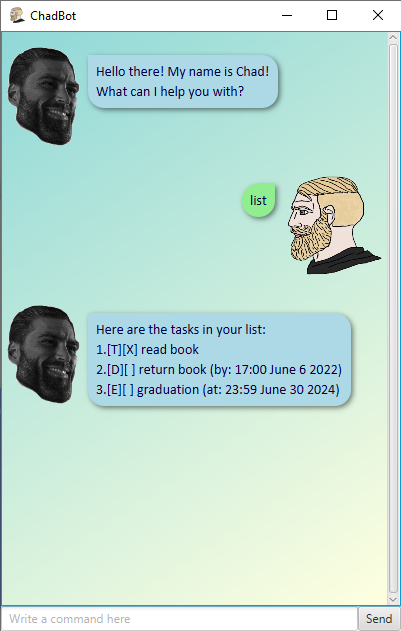 ChadBot
Hello there! My name is Chad!
What can I help you with?
list
Here are the tasks in your list:
1.[T][X] read book
2.[D][ ] return book (by: 17:00 June 6 2022)
3.[E][ ] graduation (at: 23:59 June 30 2024)
Write a command here
Send